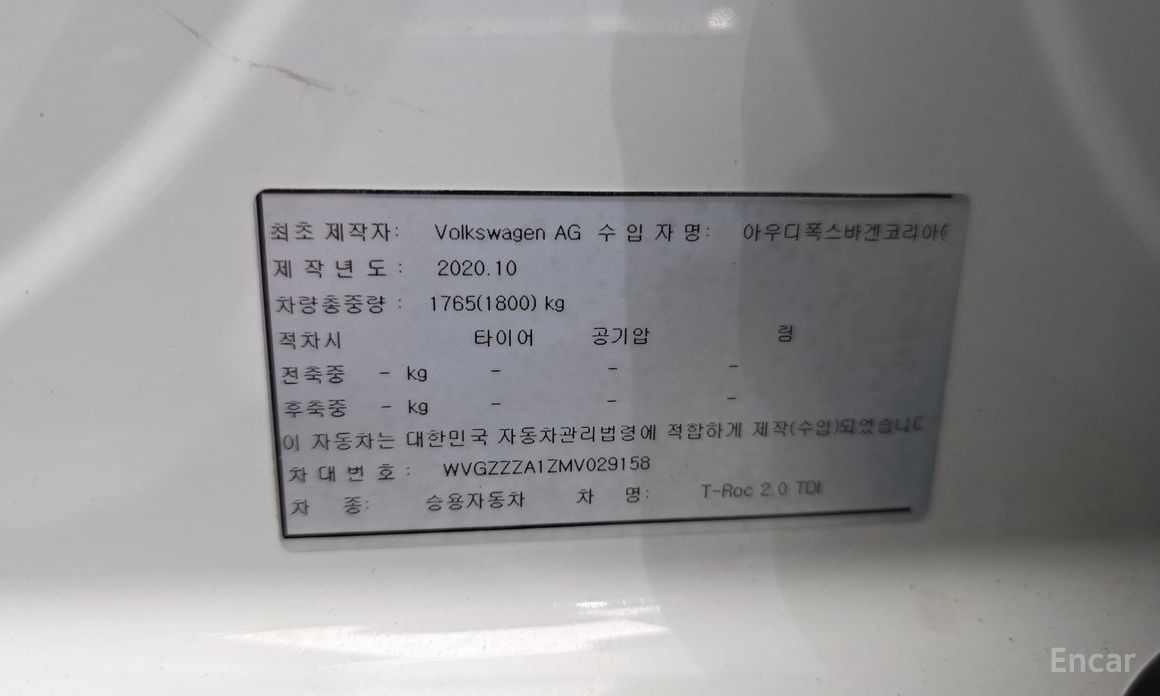 최초 제작자: Volkswagen AG 수 입 자 명: 아우디폭스바겐코리아
제 작 년 도 : 2020.10
차량총중량 : 1765(1800) kg
적차시 타이어 공기압 림
전축중 - kg - - -
후축중 - kg - - -
이 자동차는 대한민국 자동차관리법령에 적합하게 제작(수입)되었습니다
차 대 번 호 : WVGZZZA1ZMV029158
차 종: 승용자동차 차 명: T-Roc 2.0 TDI
Encar